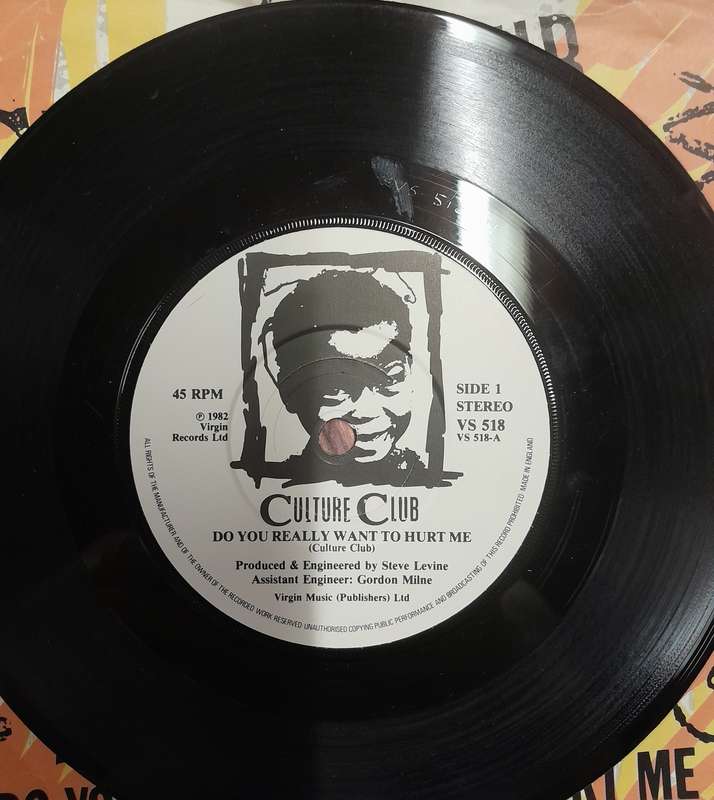 VS 518
45 RPM
℗ 1982
Virgin
Records Ltd
SIDE 1
STEREO
VS 518
VS 518-A
CULTURE CLUB
DO YOU REALLY WANT TO HURT ME
(Culture Club)
Produced & Engineered by Steve Levine
Assistant Engineer: Gordon Milne
Virgin Music (Publishers) Ltd
ALL RIGHTS OF THE MANUFACTURER AND OF THE OWNER OF THE RECORDED WORK RESERVED UNAUTHORISED COPYING PUBLIC PERFORMANCE AND BROADCASTING OF THIS RECORD PROHIBITED MADE IN ENGLAND
ME